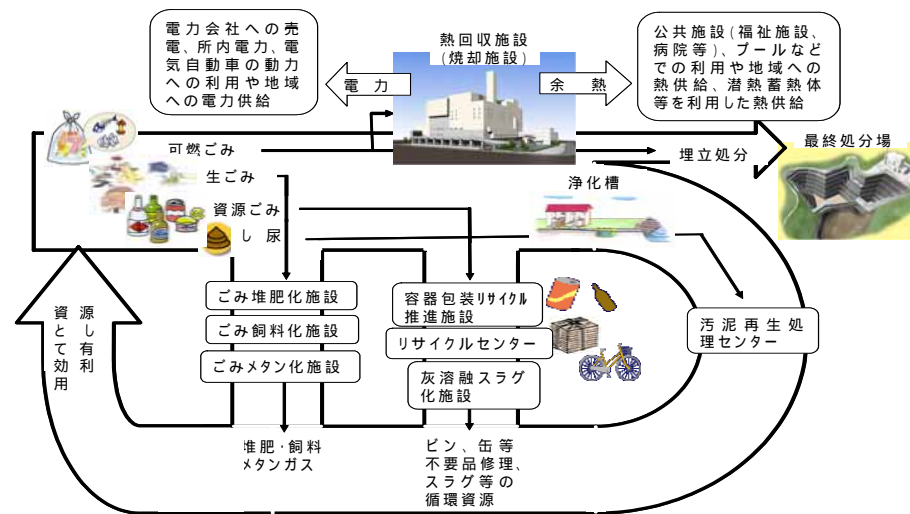 電力会社への売
電、所内電力、電
気自動車の動力
への利用や地域
への電力供給
電力
熱回収施設
(焼却施設)
余熱
公共施設(福祉施設、
病院等)、プールなど
での利用や地域への
熱供給、潜熱蓄熱体
等を利用した熱供給
可燃ごみ
埋立処分
最終処分場
生ごみ
浄化槽
資源ごみ
し尿
ごみ堆肥化施設
ごみ飼料化施設
ごみメタン化施設
容器包装リサイクル
推進施設
リサイクルセンター
灰溶融スラグ
化施設
汚泥再生処
理センター
資源
とし
て有
効利
用
堆肥・飼料
メタンガス
ビン、缶等
不要品修理、
スラグ等の
循環資源